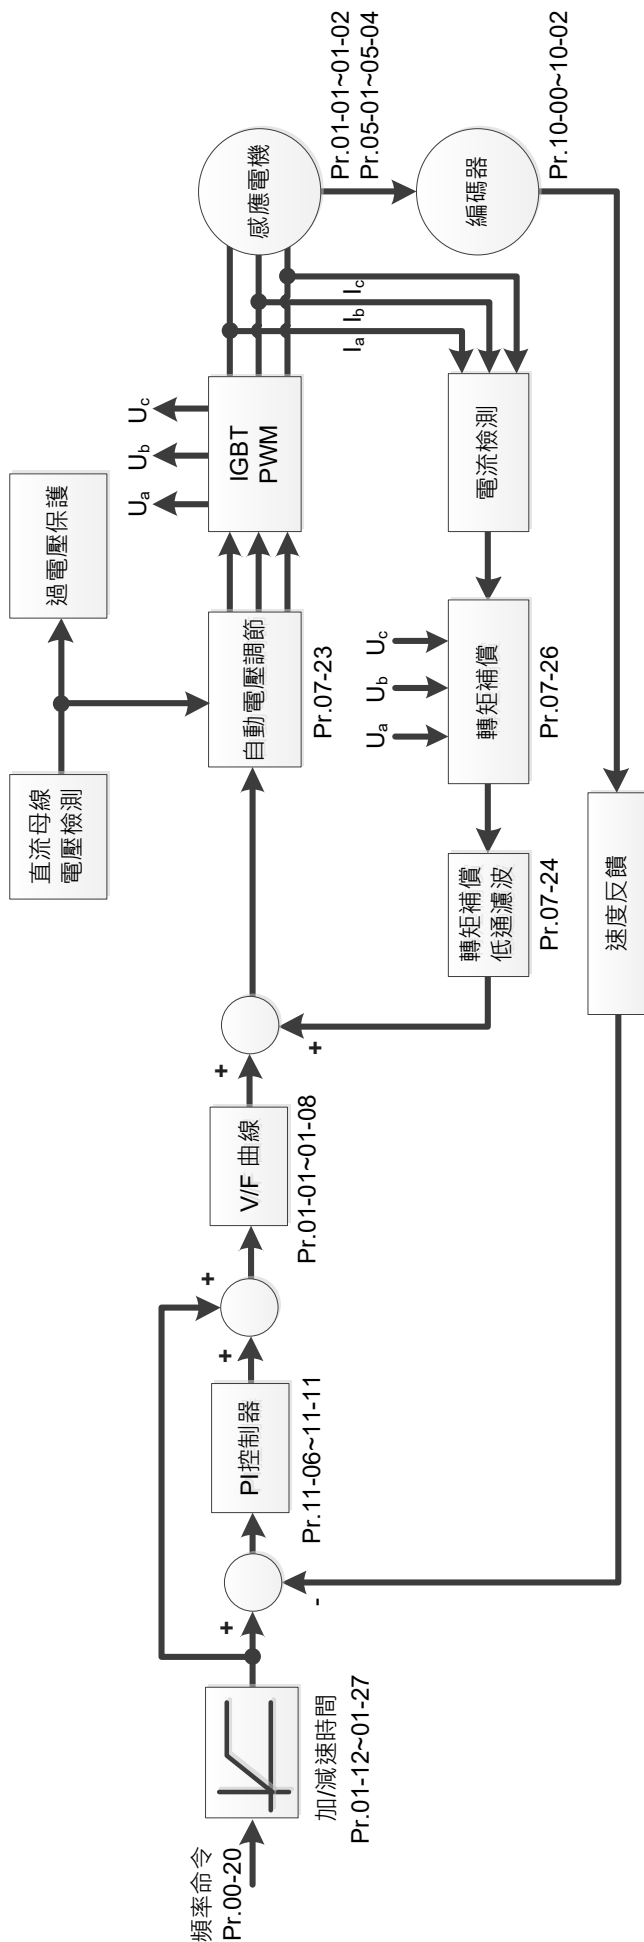 頻率命令
Pr.00-20
加/減速時間
Pr.01-12~01-27
+
-
PI控制器
Pr.11-06~11-11
+
+
V/F 曲線
Pr.01-01~01-08
+
+
直流母線
電壓檢測
過電壓保護
自動電壓調節
Pr.07-23
IGBT
PWM
Ua
Ub
Uc
感應電機
Pr.01-01~01-02
Pr.05-01~05-04
Ia
Ib
Ic
編碼器
Pr.10-00~10-02
電流檢測
Ua
Ub
Uc
轉矩補償
Pr.07-26
轉矩補償
低通濾波
Pr.07-24
速度反饋